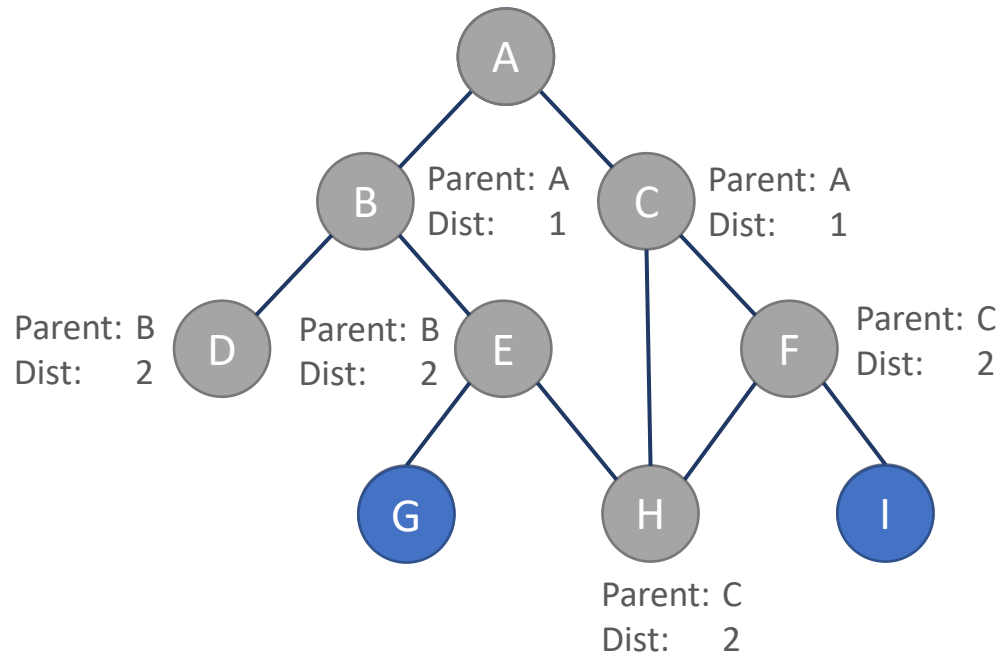 A
B
Parent: A
Dist: 1
C
Parent: A
Dist: 1
Parent: B
Dist: 2
D
Parent: B
Dist: 2
E
F
Parent: C
Dist: 2
G
H
I
Parent: C
Dist: 2